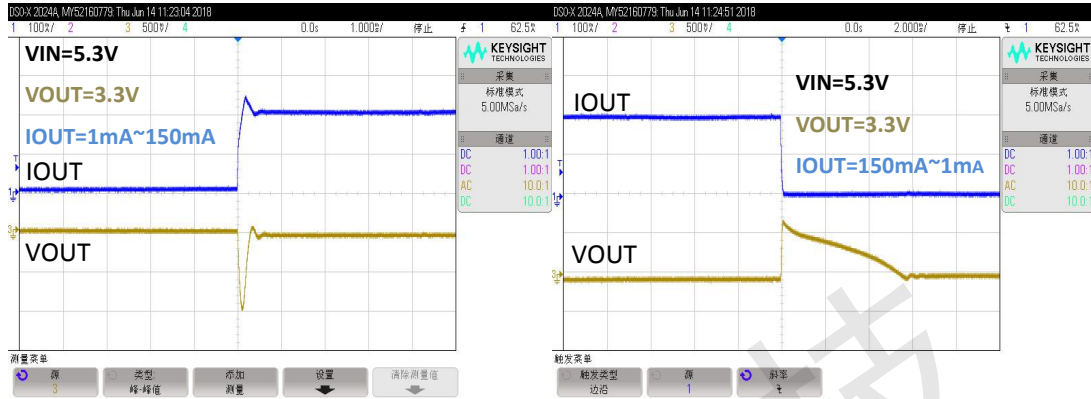 DSO-X 2024A, MY52160779: Thu Jun 14 11:23:04 2018
1 100%/ 2 3 500%/ 4 0.0s 1.000%/ 停止 1 62.5%
VIN=5.3V
VOUT=3.3V
IOUT=1mA~150mA
IOUT
VOUT
KEYSIGHT
TECHNOLOGIES
采集
标准模式
5.00MSa/s
通道
DC 1.00:1
DC 1.00:1
AC 10.0:1
DC 10.0:1
测量菜单
源
3
类型
峰-峰值
添加
测量
设置
清除测量值
DSO-X 2024A, MY52160779: Thu Jun 14 11:24:51 2018
1 100%/ 2 3 500%/ 4 0.0s 2.000%/ 停止 1 62.5%
IOUT
VIN=5.3V
VOUT=3.3V
IOUT=150mA~1mA
VOUT
KEYSIGHT
TECHNOLOGIES
采集
标准模式
5.00MSa/s
通道
DC 1.00:1
DC 1.00:1
AC 10.0:1
DC 10.0:1
触发菜单
触发类型
边沿
源
1
斜率